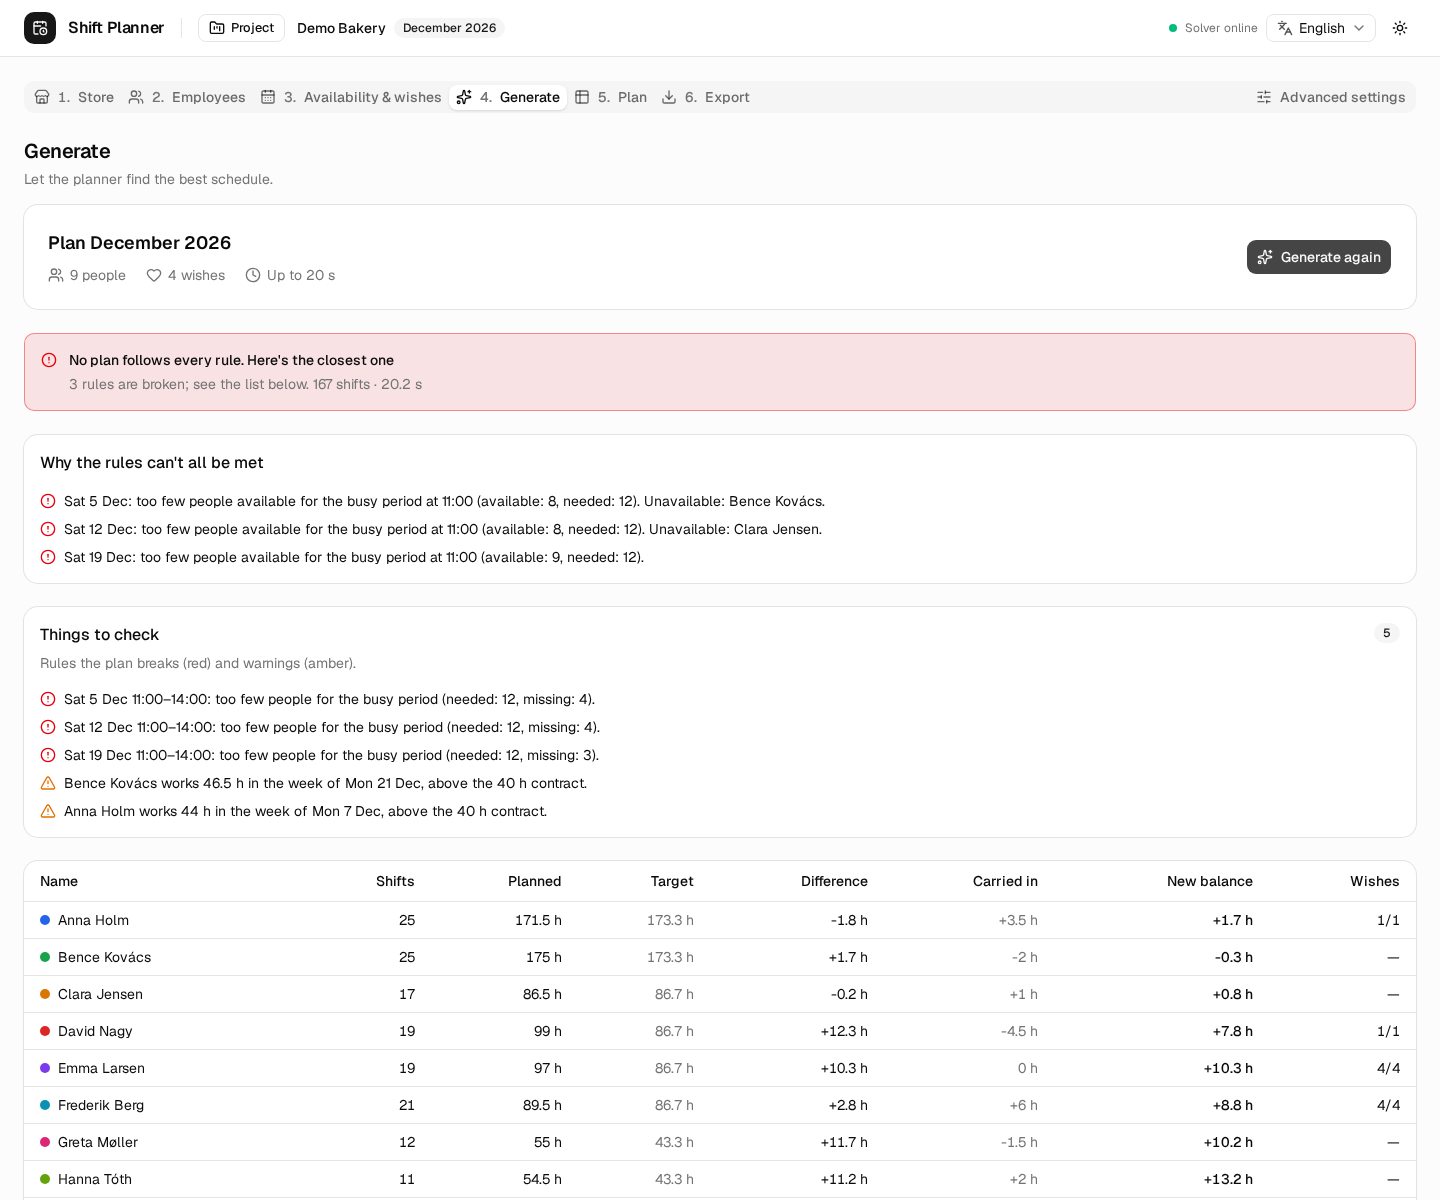 Shift Planner
Project
Demo Bakery
December 2026
Solver online
English
1. Store
2. Employees
3. Availability & wishes
4. Generate
5. Plan
6. Export
Advanced settings
Generate
Let the planner find the best schedule.
Plan December 2026
9 people
4 wishes
Up to 20 s
Generate again
No plan follows every rule. Here's the closest one
3 rules are broken; see the list below. 167 shifts · 20.2 s
Why the rules can't all be met
Sat 5 Dec: too few people available for the busy period at 11:00 (available: 8, needed: 12). Unavailable: Bence Kovács.
Sat 12 Dec: too few people available for the busy period at 11:00 (available: 8, needed: 12). Unavailable: Clara Jensen.
Sat 19 Dec: too few people available for the busy period at 11:00 (available: 9, needed: 12).
Things to check
5
Rules the plan breaks (red) and warnings (amber).
Sat 5 Dec 11:00–14:00: too few people for the busy period (needed: 12, missing: 4).
Sat 12 Dec 11:00–14:00: too few people for the busy period (needed: 12, missing: 4).
Sat 19 Dec 11:00–14:00: too few people for the busy period (needed: 12, missing: 3).
Bence Kovács works 46.5 h in the week of Mon 21 Dec, above the 40 h contract.
Anna Holm works 44 h in the week of Mon 7 Dec, above the 40 h contract.
Name Shifts Planned Target Difference Carried in New balance Wishes
Anna Holm 25 171.5 h 173.3 h -1.8 h +3.5 h +1.7 h 1/1
Bence Kovács 25 175 h 173.3 h +1.7 h -2 h -0.3 h —
Clara Jensen 17 86.5 h 86.7 h -0.2 h +1 h +0.8 h —
David Nagy 19 99 h 86.7 h +12.3 h -4.5 h +7.8 h 1/1
Emma Larsen 19 97 h 86.7 h +10.3 h 0 h +10.3 h 4/4
Frederik Berg 21 89.5 h 86.7 h +2.8 h +6 h +8.8 h 4/4
Greta Møller 12 55 h 43.3 h +11.7 h -1.5 h +10.2 h —
Hanna Tóth 11 54.5 h 43.3 h +11.2 h +2 h +13.2 h —